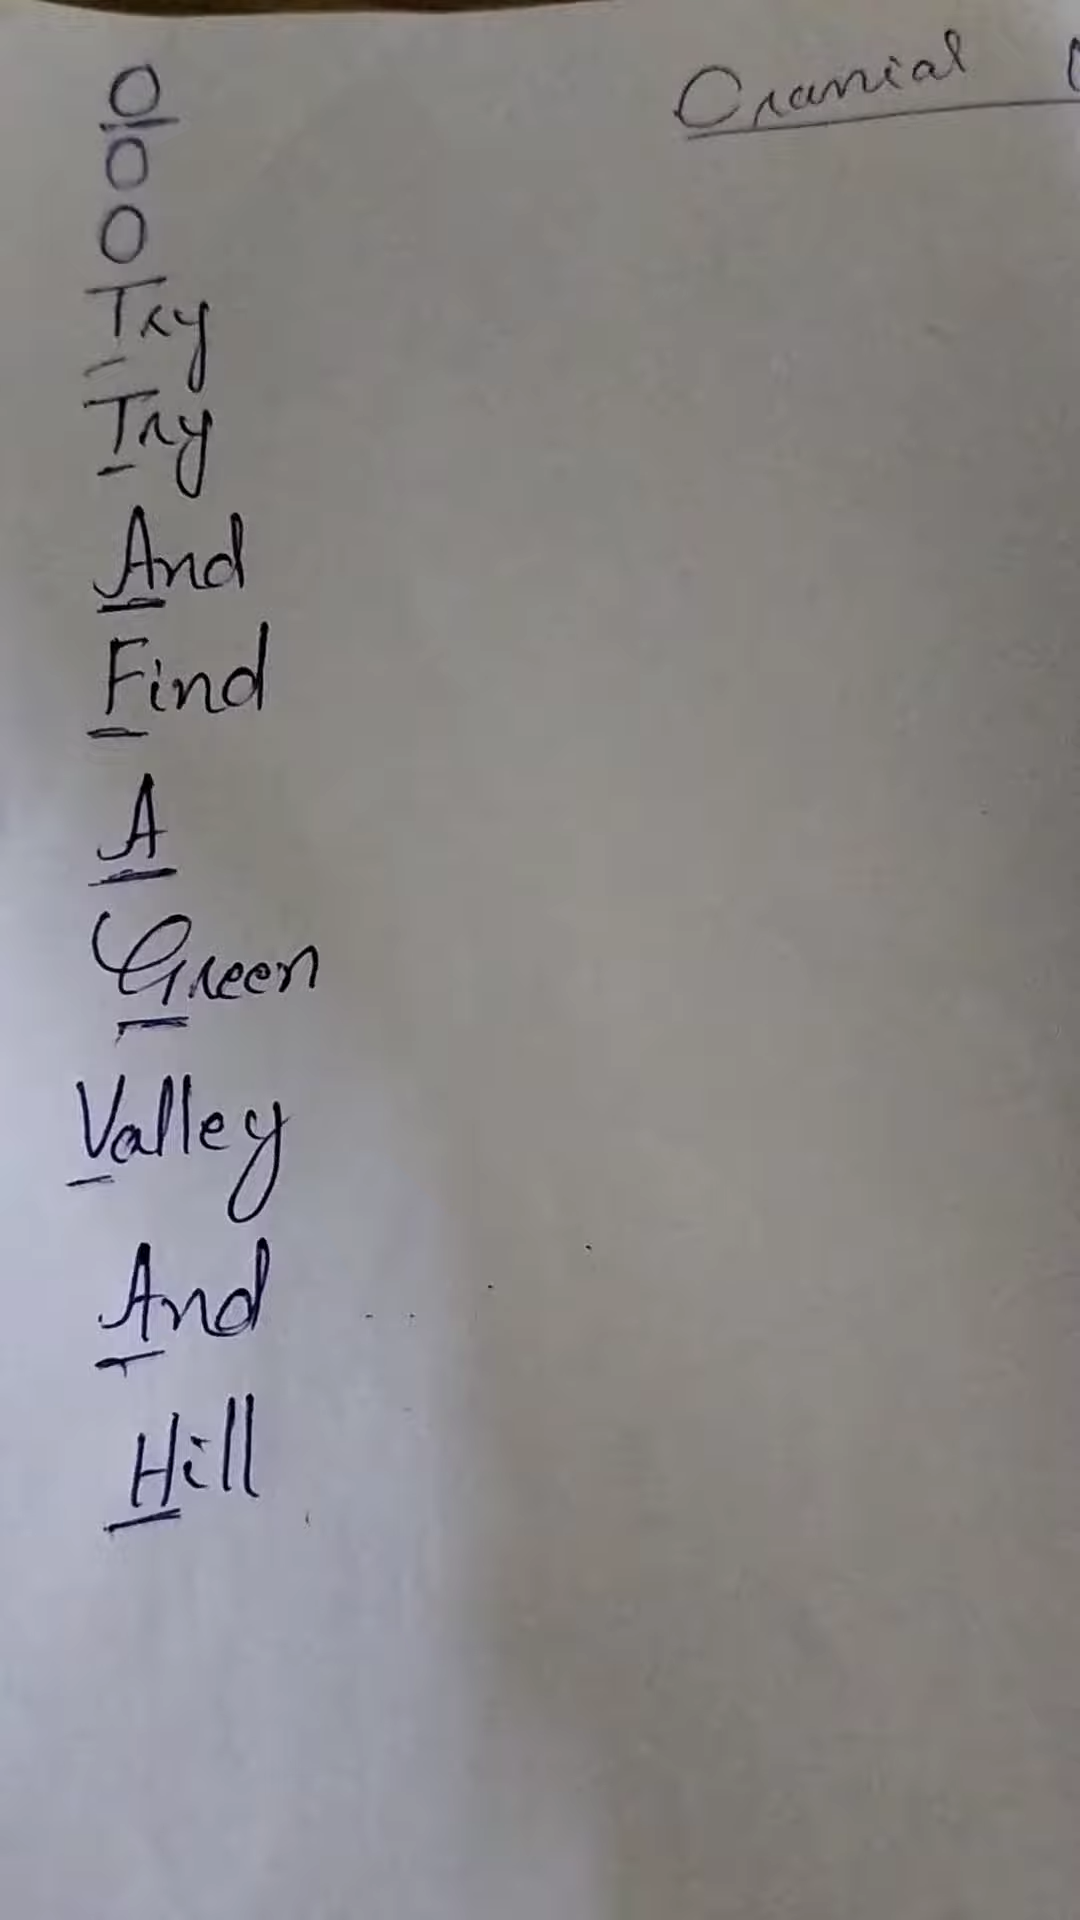 Cranial
O
O
O
Try
Try
And
Find
A
Green
Valley
And
Hill